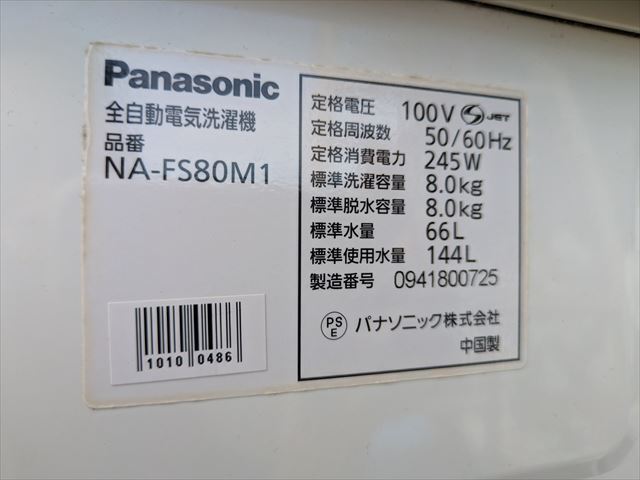 Panasonic
全自動電気洗濯機
品番
NA-FS80M1
定格電圧 100V S JET
定格周波数 50/60Hz
定格消費電力 245W
標準洗濯容量 8.0kg
標準脱水容量 8.0kg
標準水量 66L
標準使用水量 144L
製造番号 0941800725
PS
E
パナソニック株式会社
中国製
1010 0486